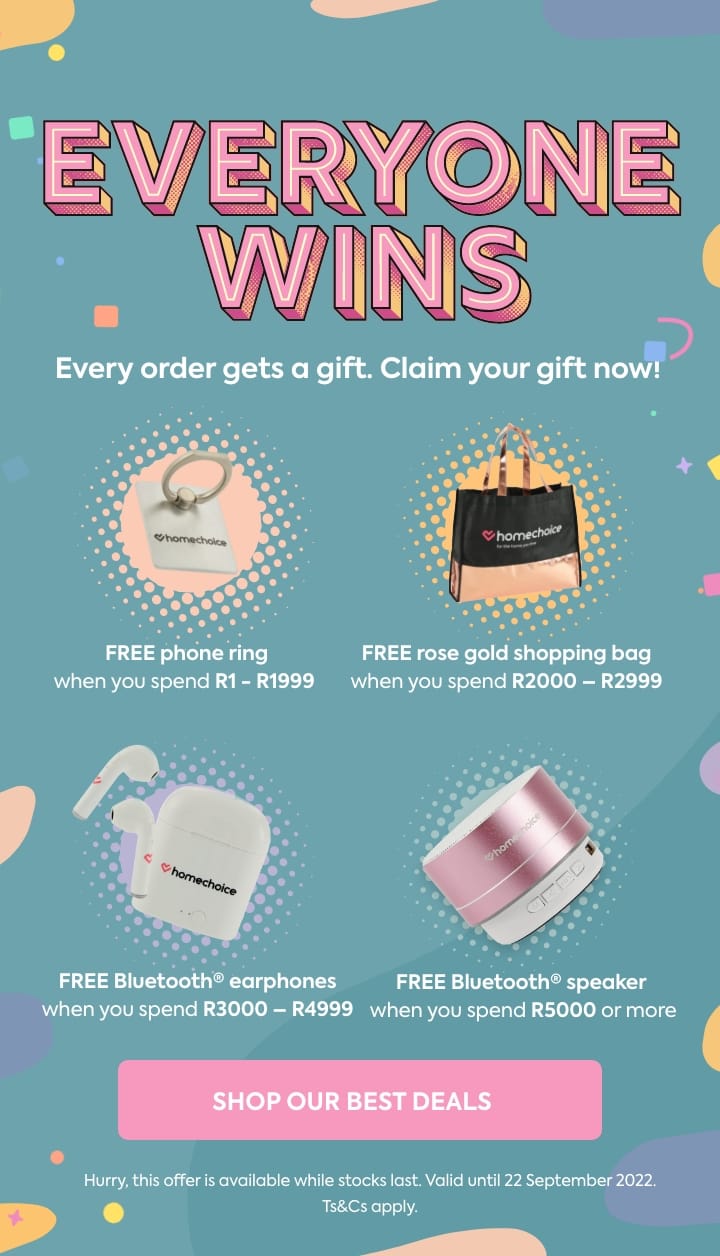 EVERYONE
WINS
Every order gets a gift. Claim your gift now!
homechoice
homechoice
FREE phone ring
when you spend R1 - R1999
FREE rose gold shopping bag
when you spend R2000 – R2999
homechoice
homechoice
FREE Bluetooth® earphones
when you spend R3000 – R4999
FREE Bluetooth® speaker
when you spend R5000 or more
SHOP OUR BEST DEALS
Hurry, this offer is available while stocks last. Valid until 22 September 2022.
Ts&Cs apply.